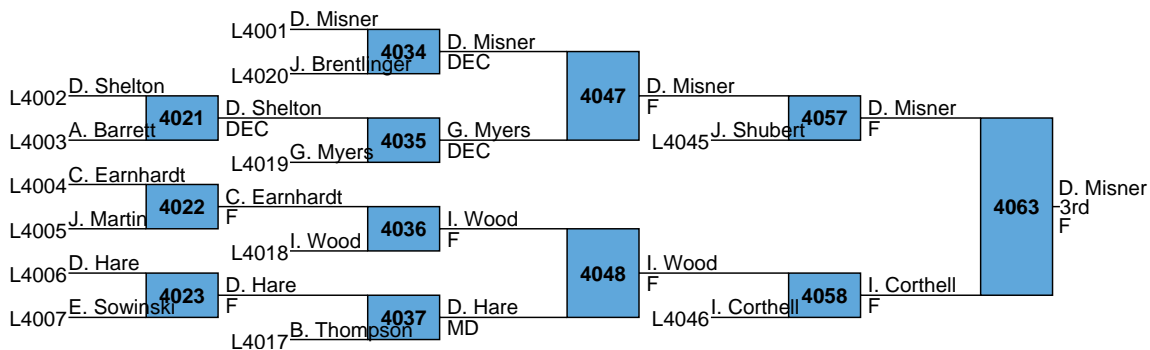 L4001 D. Misner
4034
D. Misner
DEC
L4020 J. Brentlinger
L4002 D. Shelton
4021
D. Shelton
DEC
L4003 A. Barrett
4035
G. Myers
DEC
L4019 G. Myers
4047
D. Misner
F
4057
D. Misner
F
L4045 J. Shubert
L4004 C. Earnhardt
4022
C. Earnhardt
F
L4005 J. Martin
4036
I. Wood
F
L4018 I. Wood
L4006 D. Hare
4023
D. Hare
F
L4007 E. Sowinski
4037
D. Hare
MD
L4017 B. Thompson
4048
I. Wood
F
4058
I. Corthell
F
L4046 I. Corthell
4063
D. Misner
3rd
F